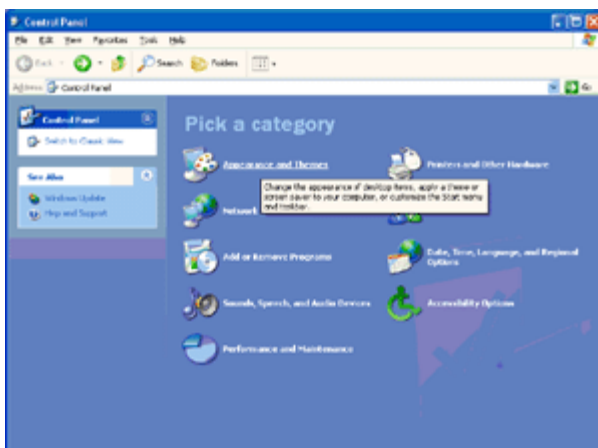 Control Panel
File Edit View Favorites Tools Help
Back Search Folders
Address Control Panel Go
Control Panel
Switch to Classic View
See Also
Windows Update
Help and Support
Pick a category
Appearance and Themes
Printers and Other Hardware
Change the appearance of desktop items, apply a theme or
screen saver to your computer, or customize the Start menu
and taskbar.
Network
Add or Remove Programs
Date, Time, Language, and Regional
Options
Sounds, Speech, and Audio Devices
Accessibility Options
Performance and Maintenance